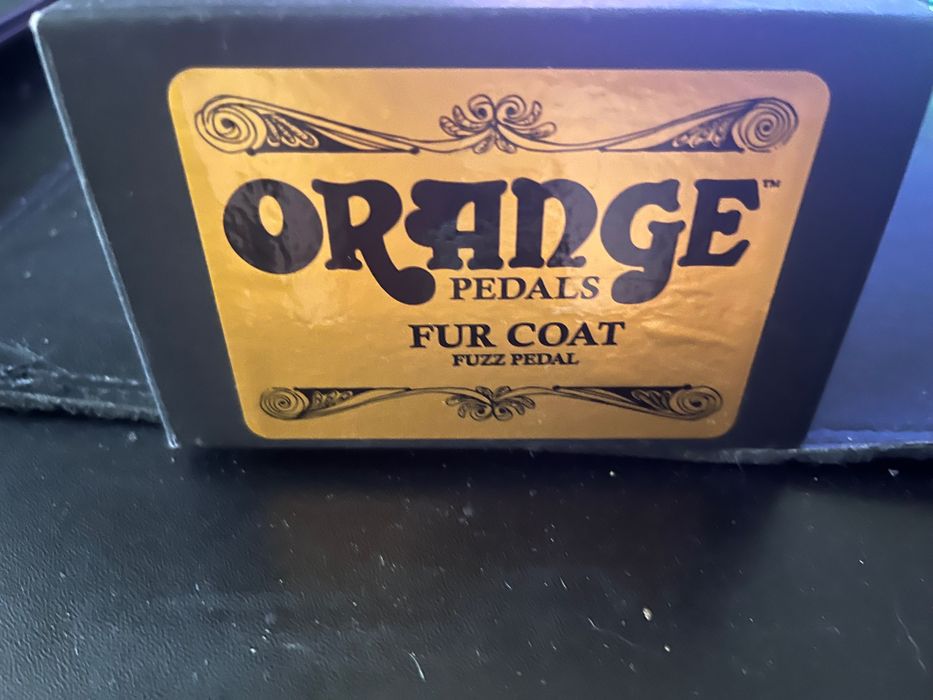 ORANGE™
PEDALS
FUR COAT
FUZZ PEDAL